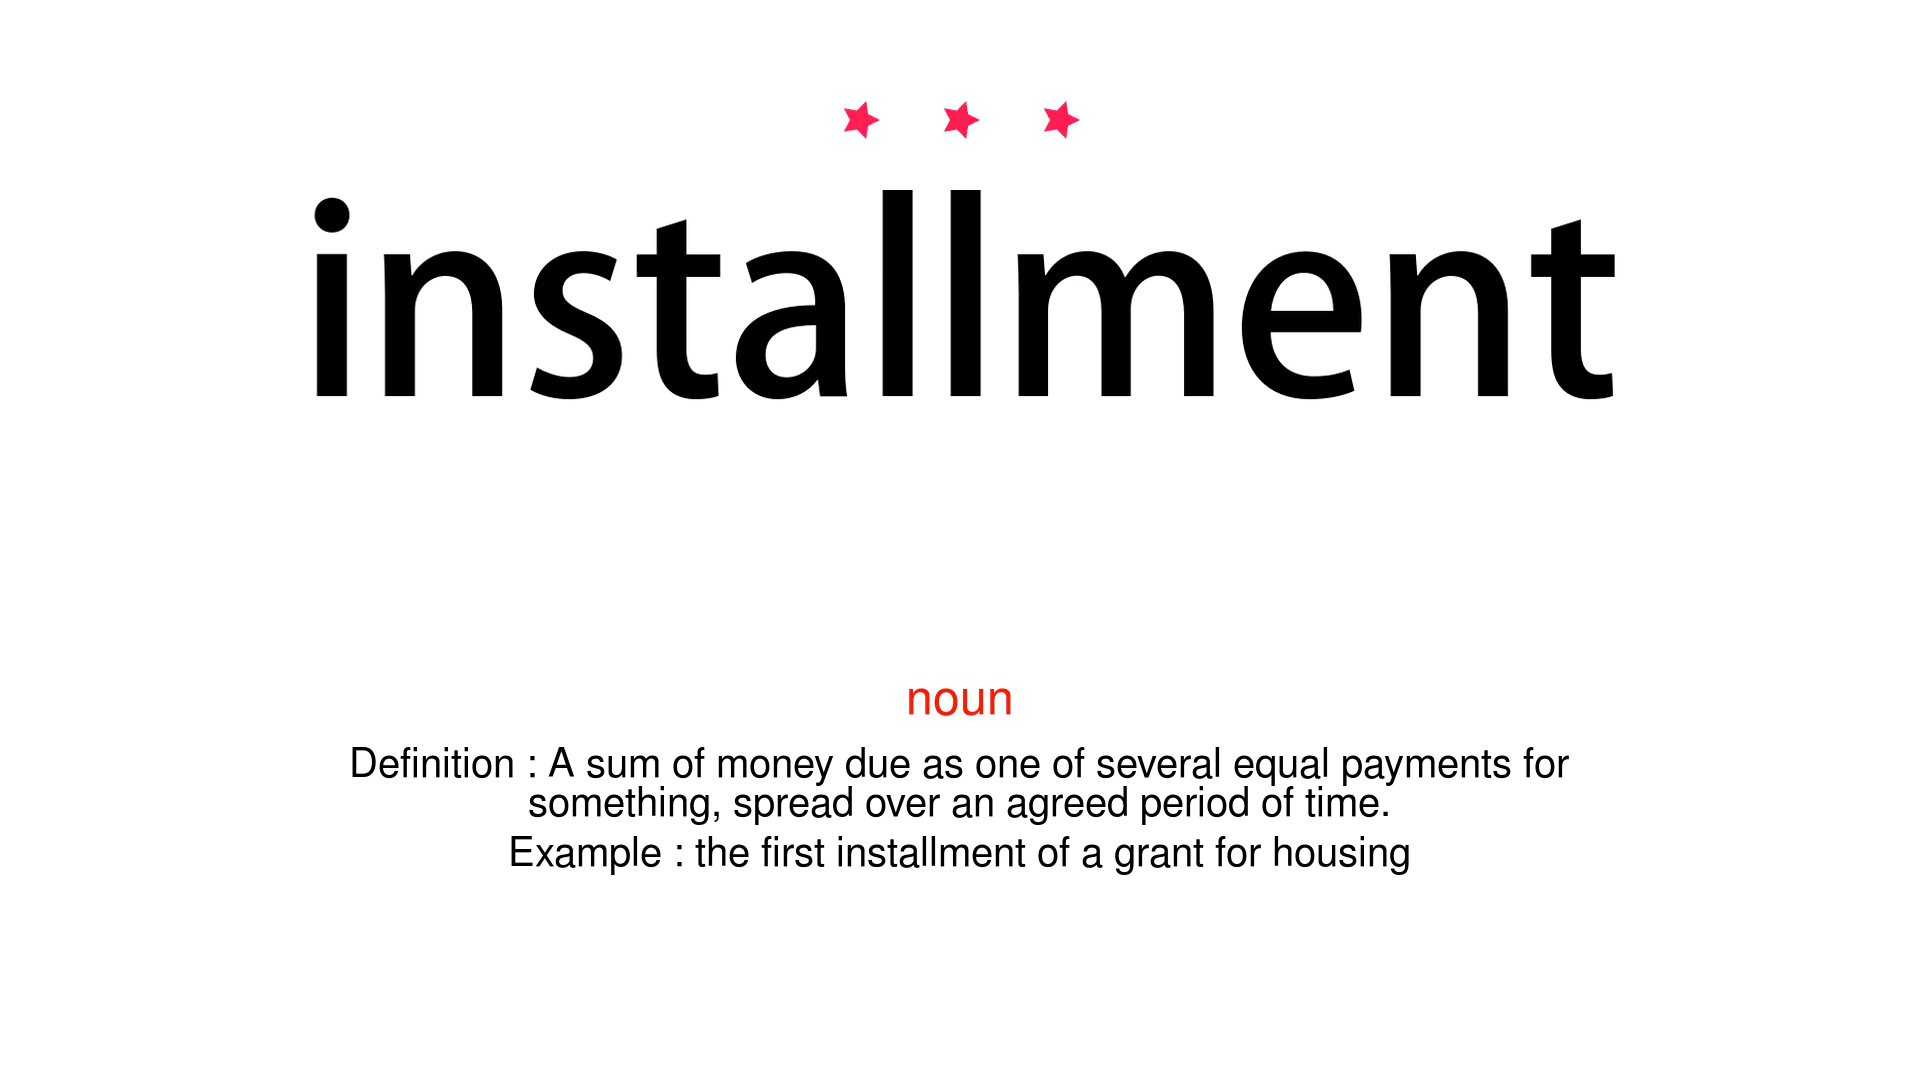 installment
noun
Definition : A sum of money due as one of several equal payments for
something, spread over an agreed period of time.
Example : the first installment of a grant for housing